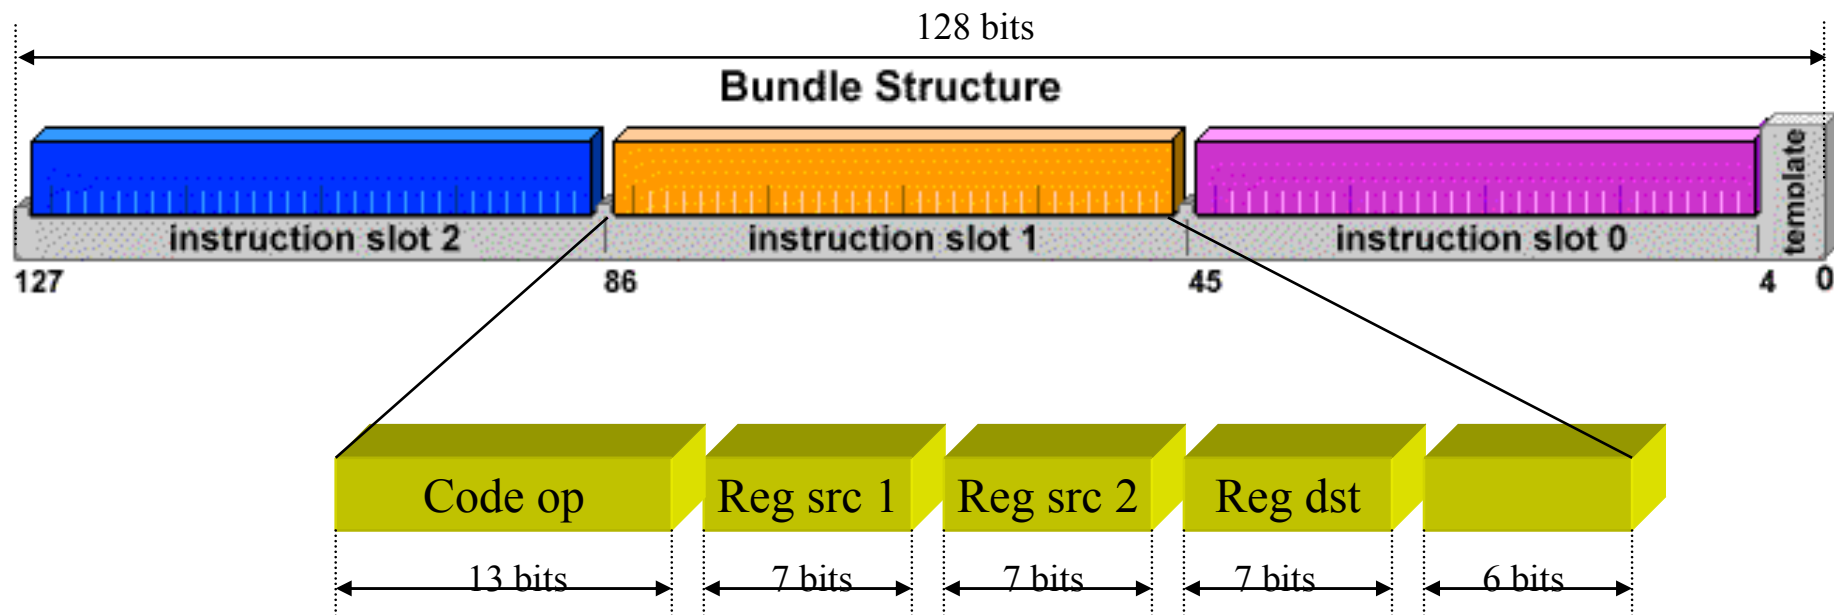 128 bits
Bundle Structure
template
instruction slot 2 instruction slot 1 instruction slot 0
127 86 45 4 0
Code op Reg src 1 Reg src 2 Reg dst
13 bits 7 bits 7 bits 7 bits 6 bits